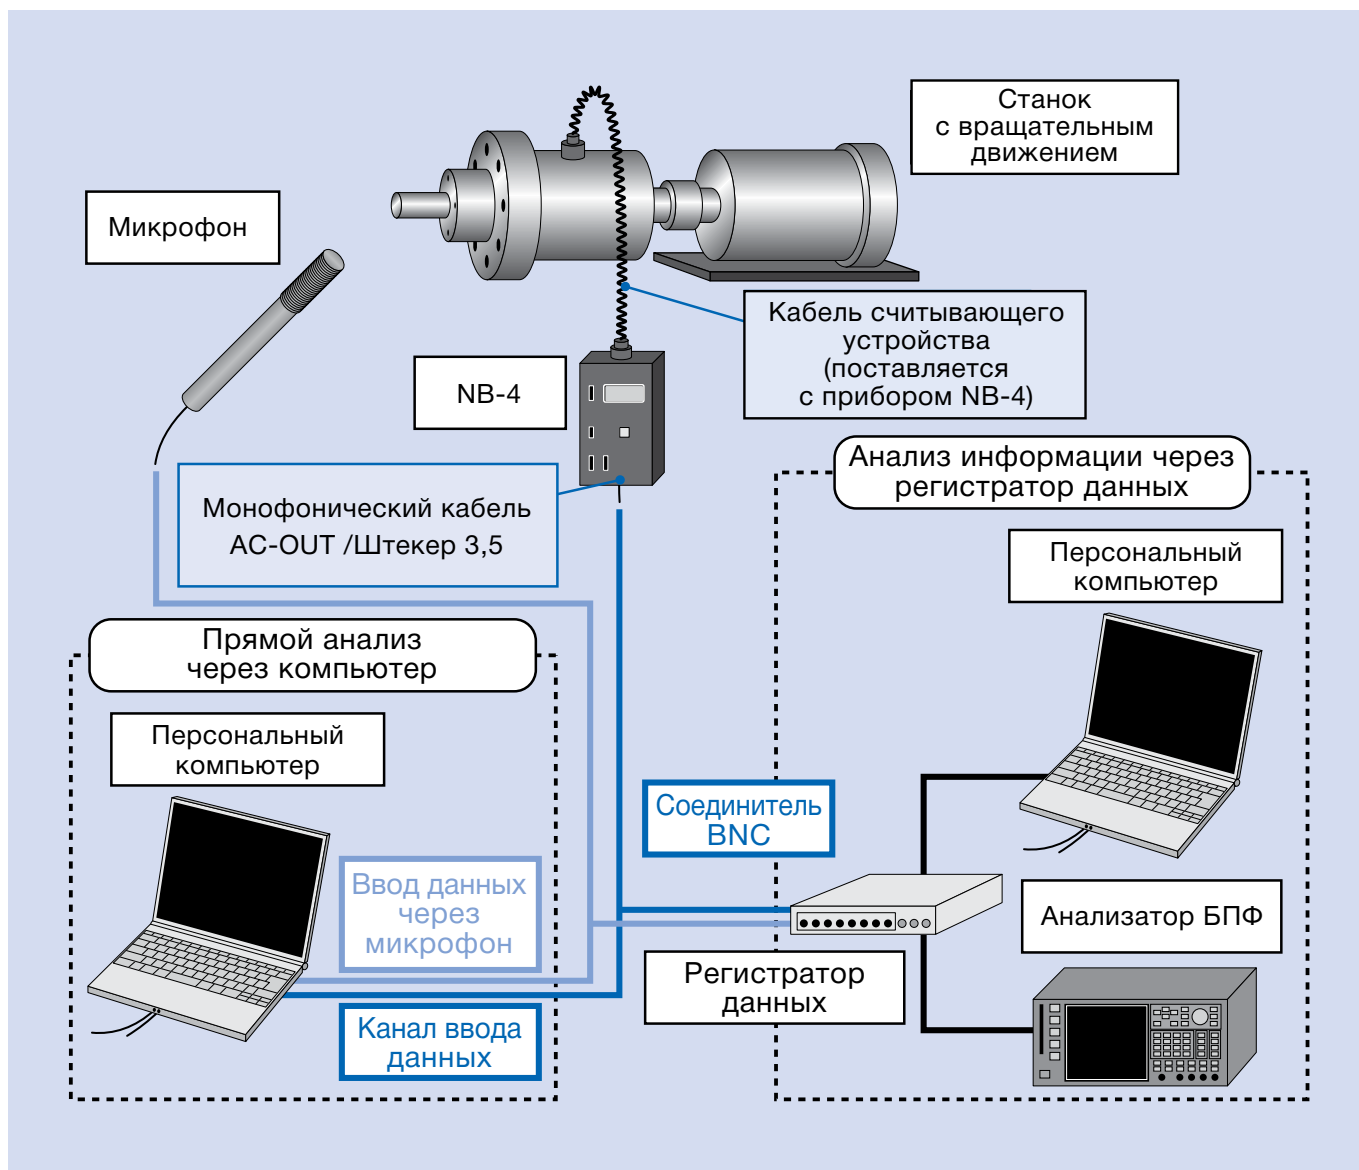 Станок
с вращательным
движением
Микрофон
Кабель считывающего
устройства
(поставляется
с прибором NB-4)
NB-4
Анализ информации через
регистратор данных
Монофонический кабель
AC-OUT /Штекер 3,5
Персональный
компьютер
Прямой анализ
через компьютер
Персональный
компьютер
Соединитель
BNC
Ввод данных
через
микрофон
Анализатор БПФ
Регистратор
данных
Канал ввода
данных